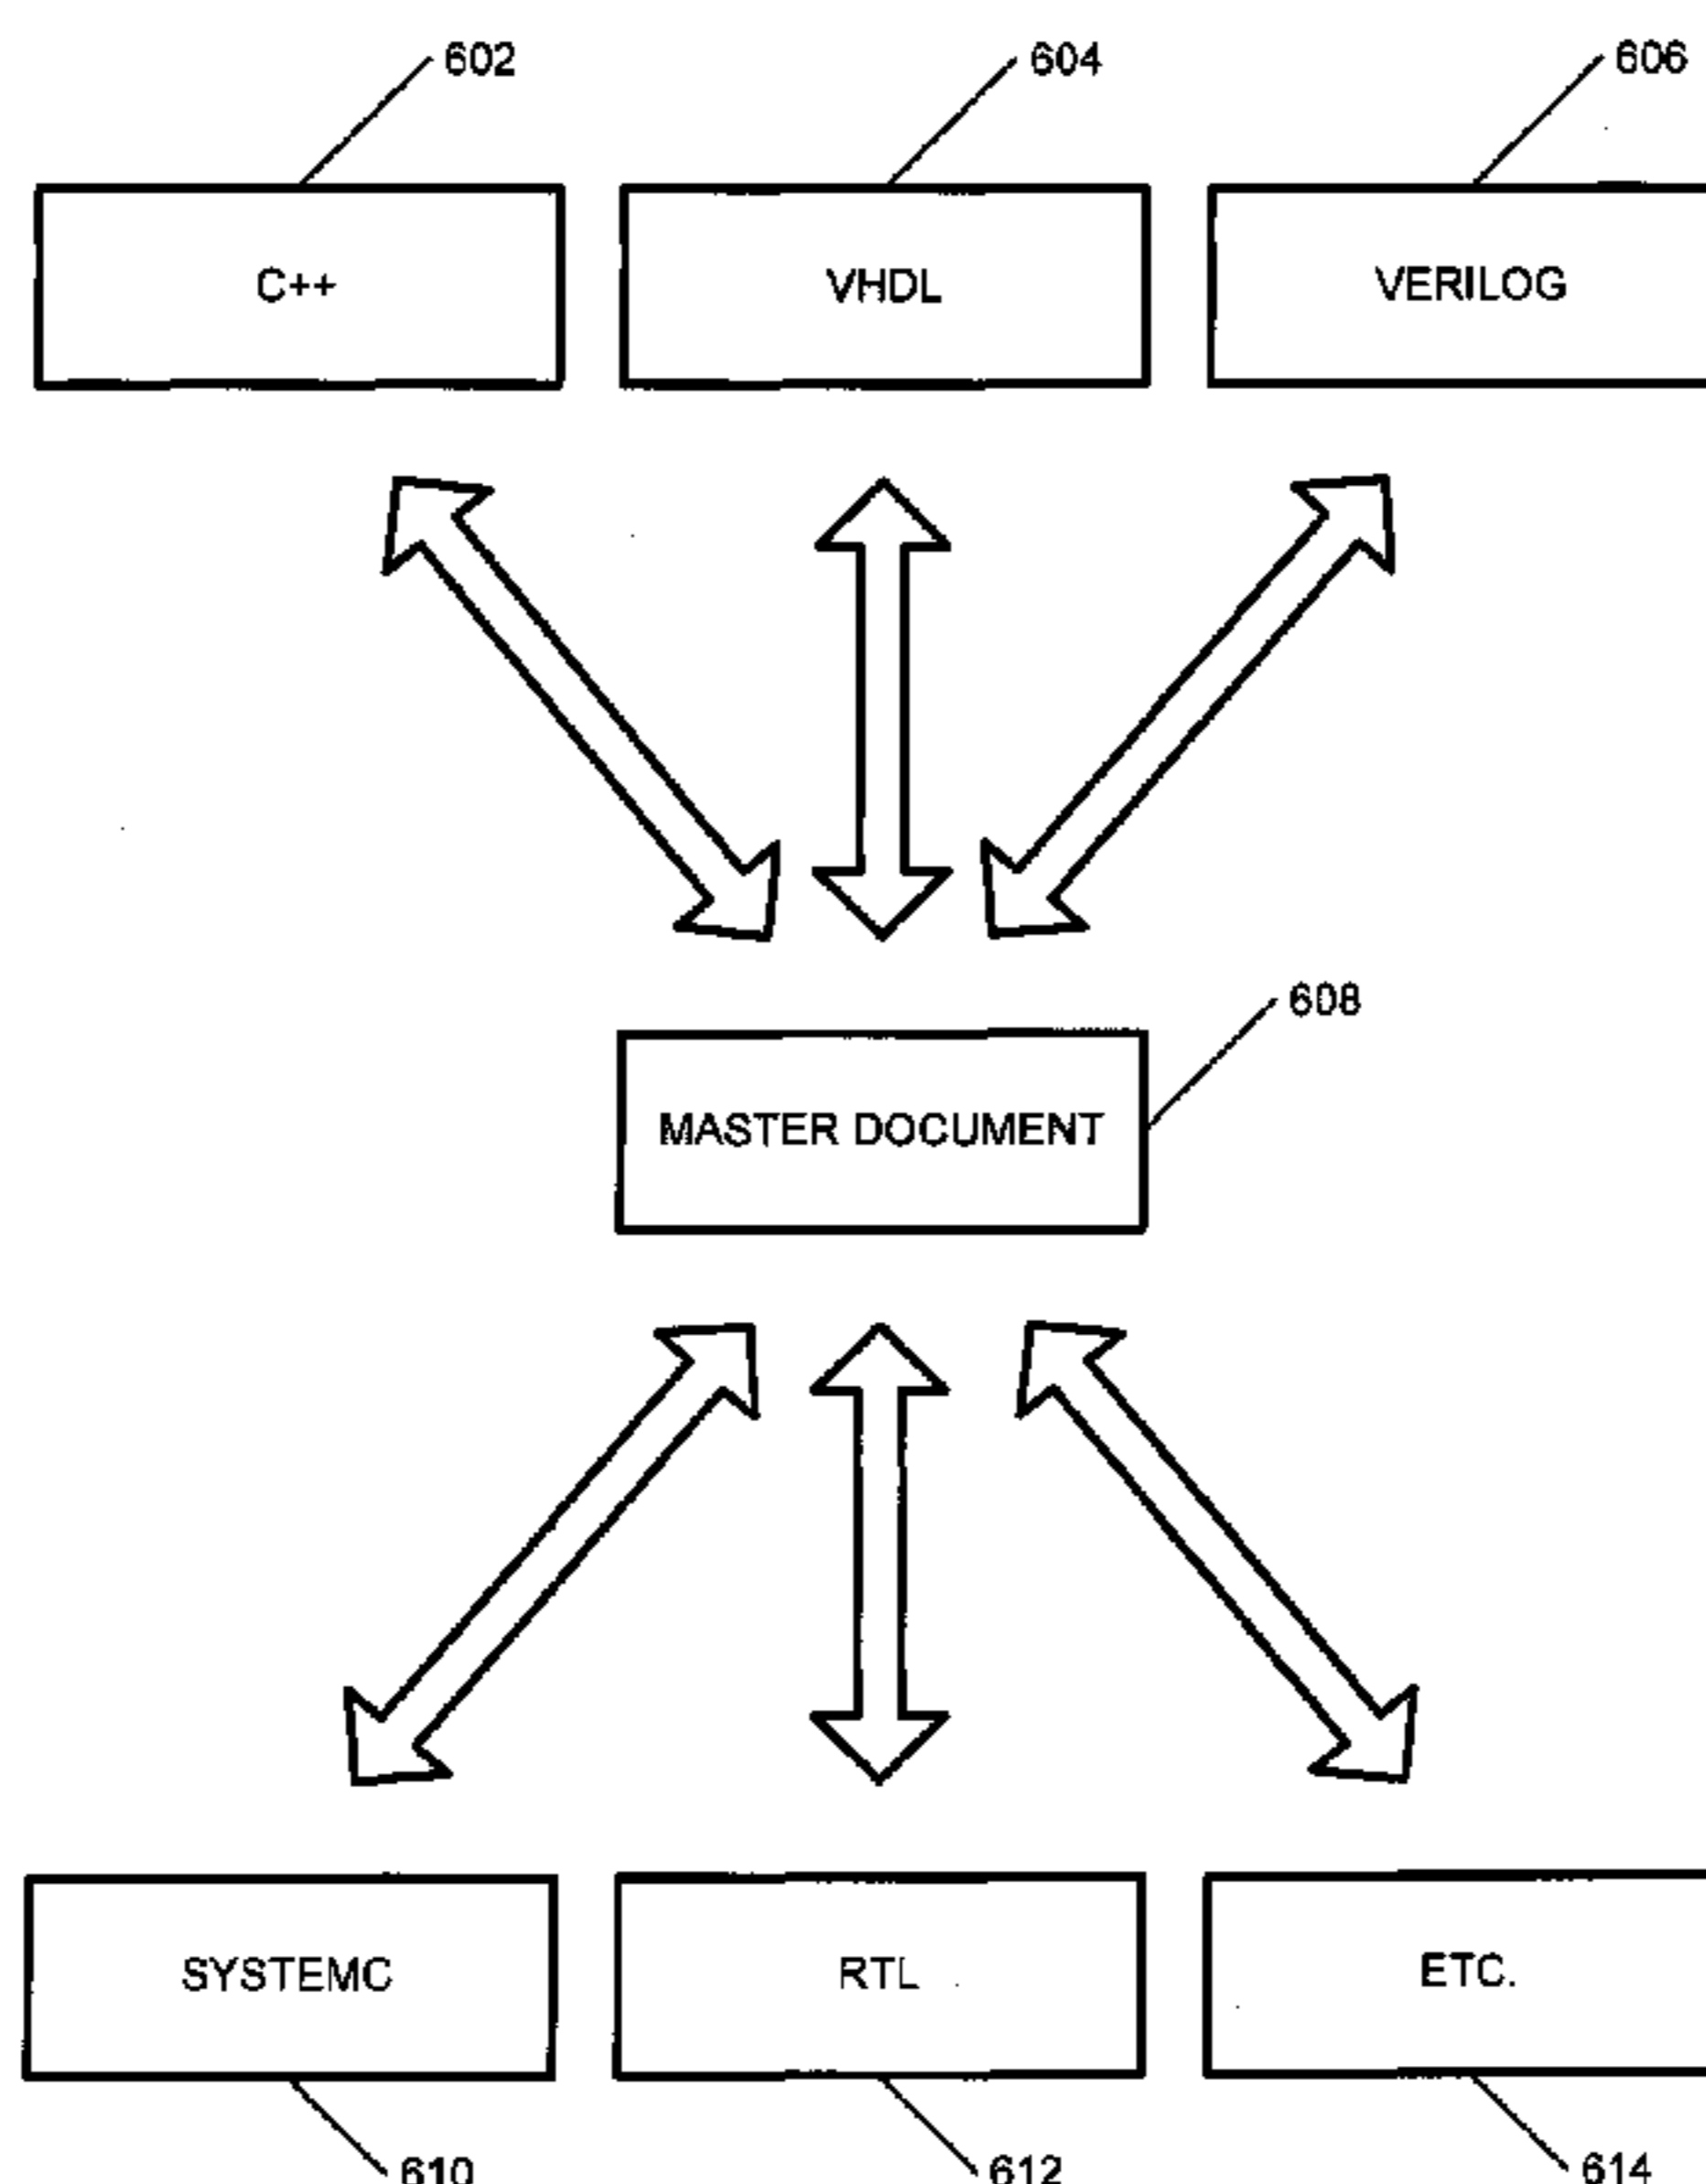 602
604
606
C++
VHDL
VERILOG
608
MASTER DOCUMENT
SYSTEMC
RTL
ETC.
610
612
614